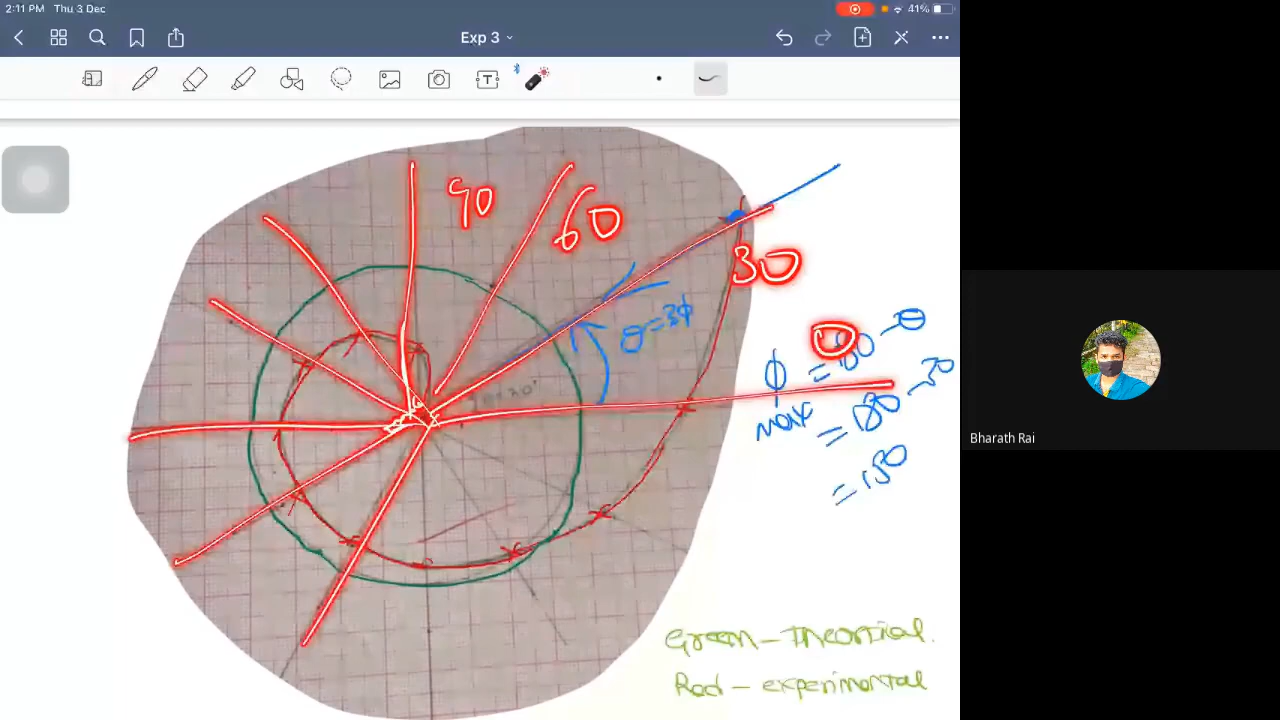 2:11 PM Thu 3 Dec
41%
Exp 3
T
90
60
30
θ=3φ
0
φ = 180 - θ
max
= 180 - 30
= 150
Bharath Rai
Green - Theortical.
Red - experimental